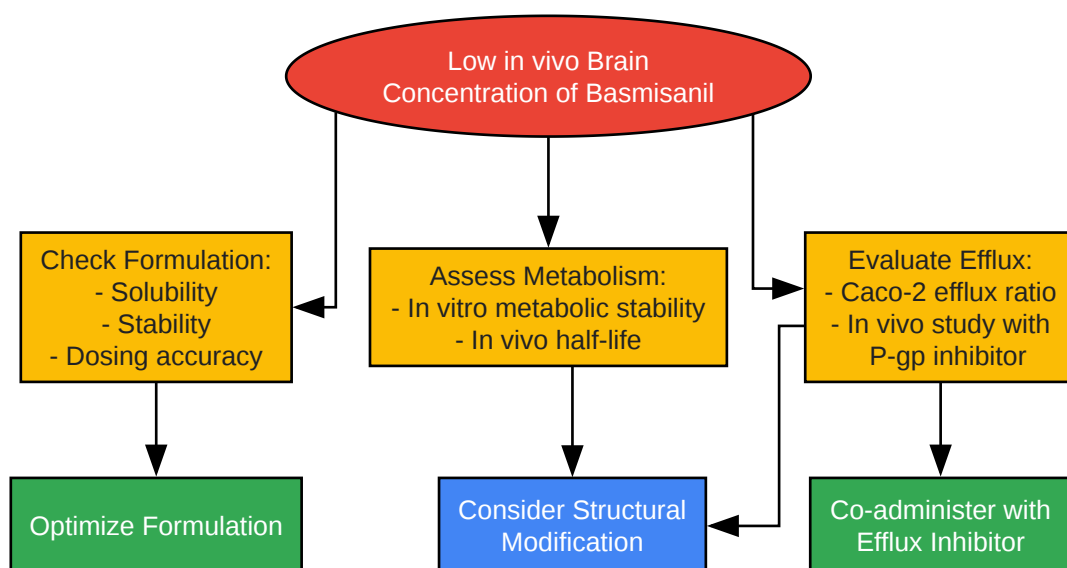 Low in vivo Brain
Concentration of Basmisanil
Check Formulation:
- Solubility
- Stability
- Dosing accuracy
Assess Metabolism:
- In vitro metabolic stability
- In vivo half-life
Evaluate Efflux:
- Caco-2 efflux ratio
- In vivo study with
P-gp inhibitor
Optimize Formulation
Consider Structural
Modification
Co-administer with
Efflux Inhibitor